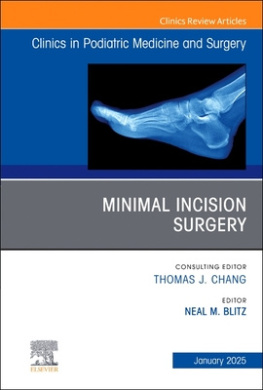 Clinics Review Articles
Clinics in Podiatric Medicine and Surgery
MINIMAL INCISION
SURGERY
CONSULTING EDITOR
THOMAS J. CHANG
EDITOR
NEAL M. BLITZ
ELSEVIER
January 2025